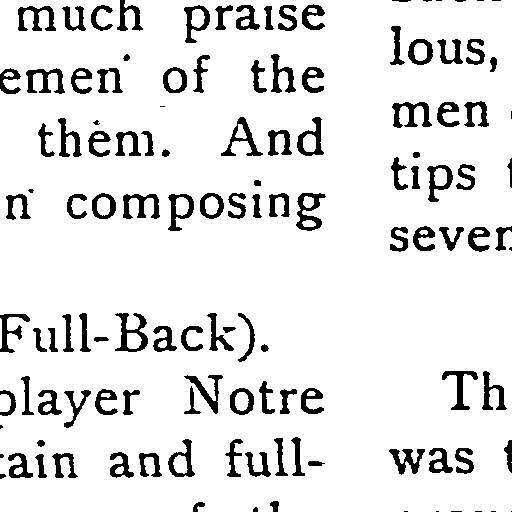 much praise
emen of the
them. And
n composing
Full-Back).
player Notre
tain and full-
lous,
men
tips
seven
Th
was